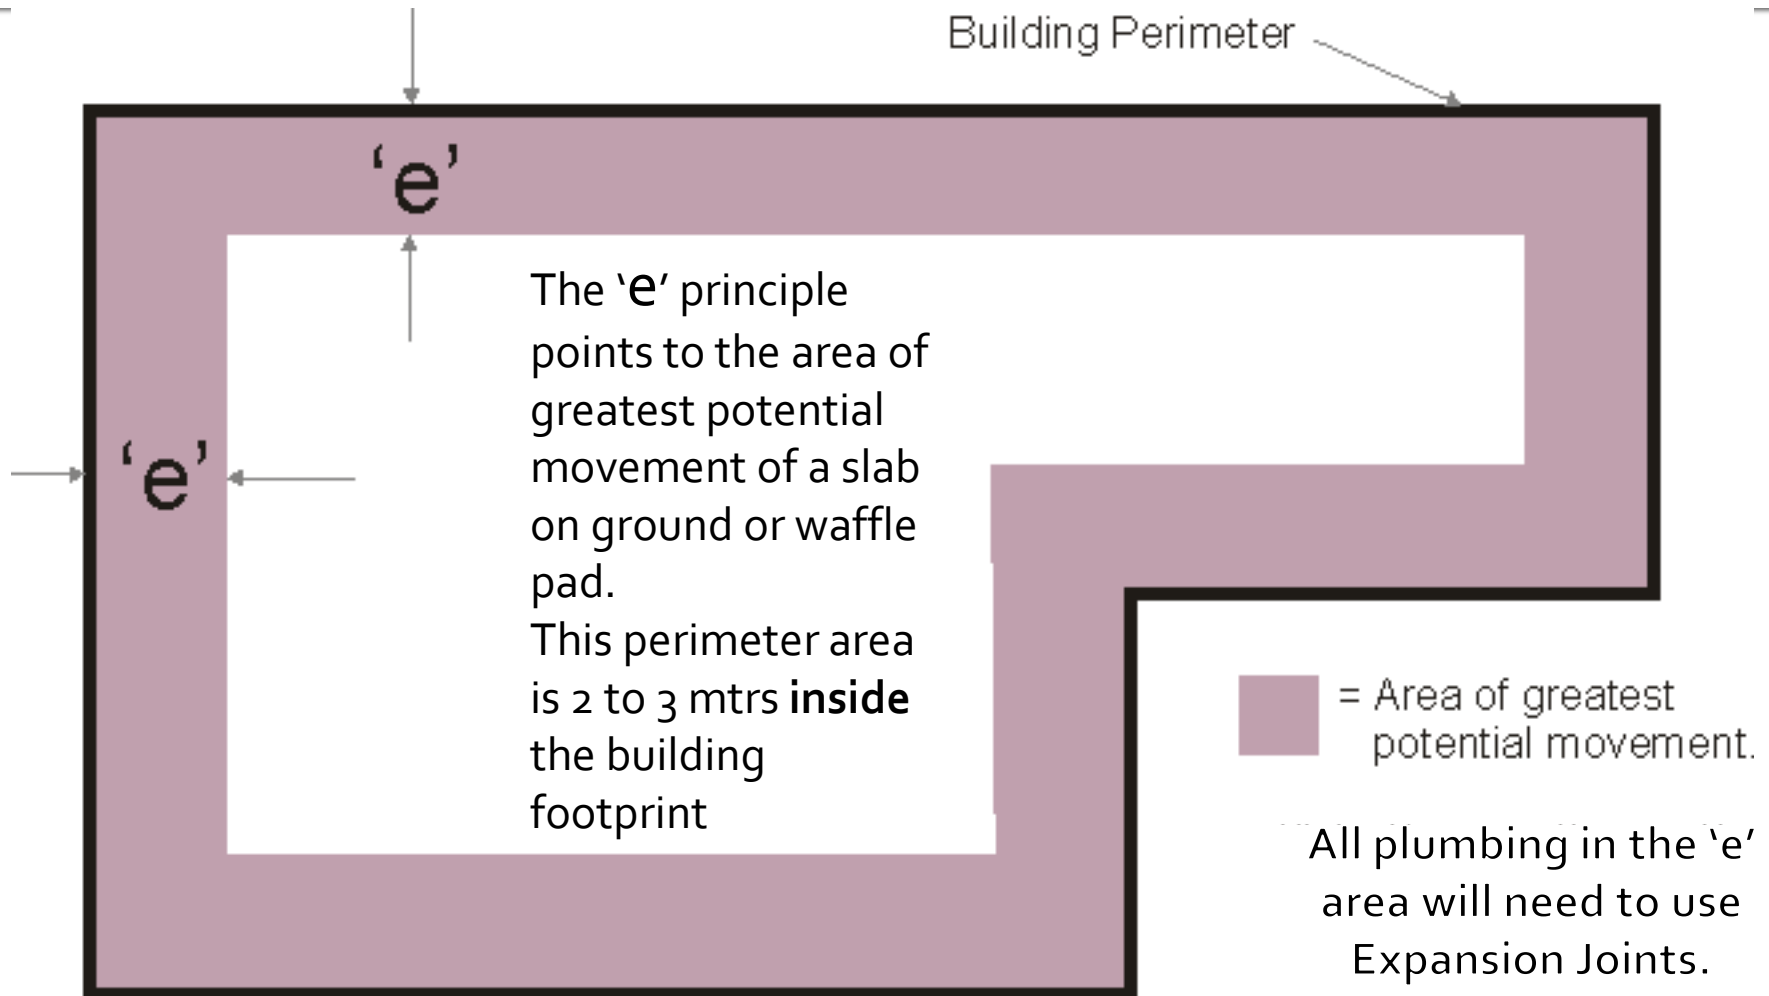 Building Perimeter
‘e’
The ‘e’ principle
points to the area of
greatest potential
movement of a slab
on ground or waffle
pad.
This perimeter area
is 2 to 3 mtrs inside
the building
footprint
‘e’
= Area of greatest
potential movement.
All plumbing in the ‘e’
area will need to use
Expansion Joints.